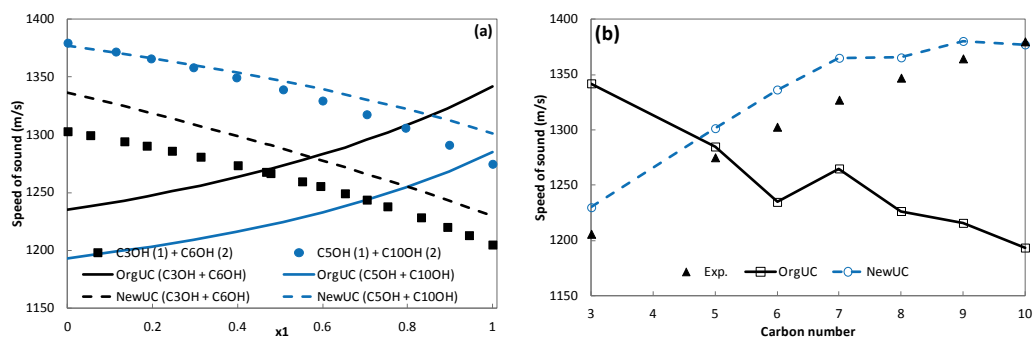 1400
(a)
1350
1300
1250
1200
1150
Speed of sound (m/s)
C3OH (1) + C6OH (2)
C5OH (1) + C10OH (2)
OrgUC (C3OH + C6OH)
OrgUC (C5OH + C10OH)
NewUC (C3OH + C6OH)
NewUC (C5OH + C10OH)
0
0.2
0.4
0.6
0.8
1
x1
1400
(b)
1350
1300
1250
1200
1150
Speed of sound (m/s)
Exp.
OrgUC
NewUC
3
4
5
6
7
8
9
10
Carbon number